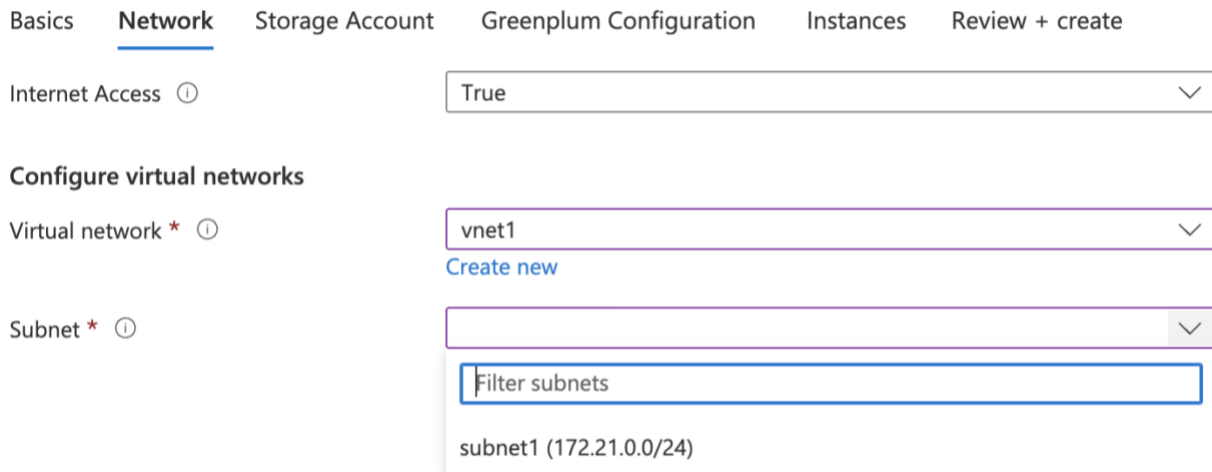 Basics Network Storage Account Greenplum Configuration Instances Review + create
Internet Access True
Configure virtual networks
Virtual network * vnet1
Create new
Subnet *
Filter subnets
subnet1 (172.21.0.0/24)